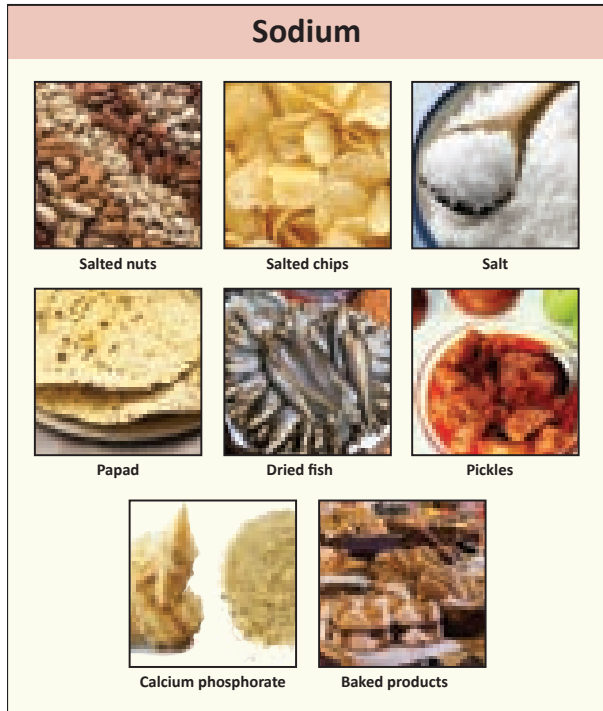 Sodium
Salted nuts
Salted chips
Salt
Papad
Dried fish
Pickles
Calcium phosphorate
Baked products